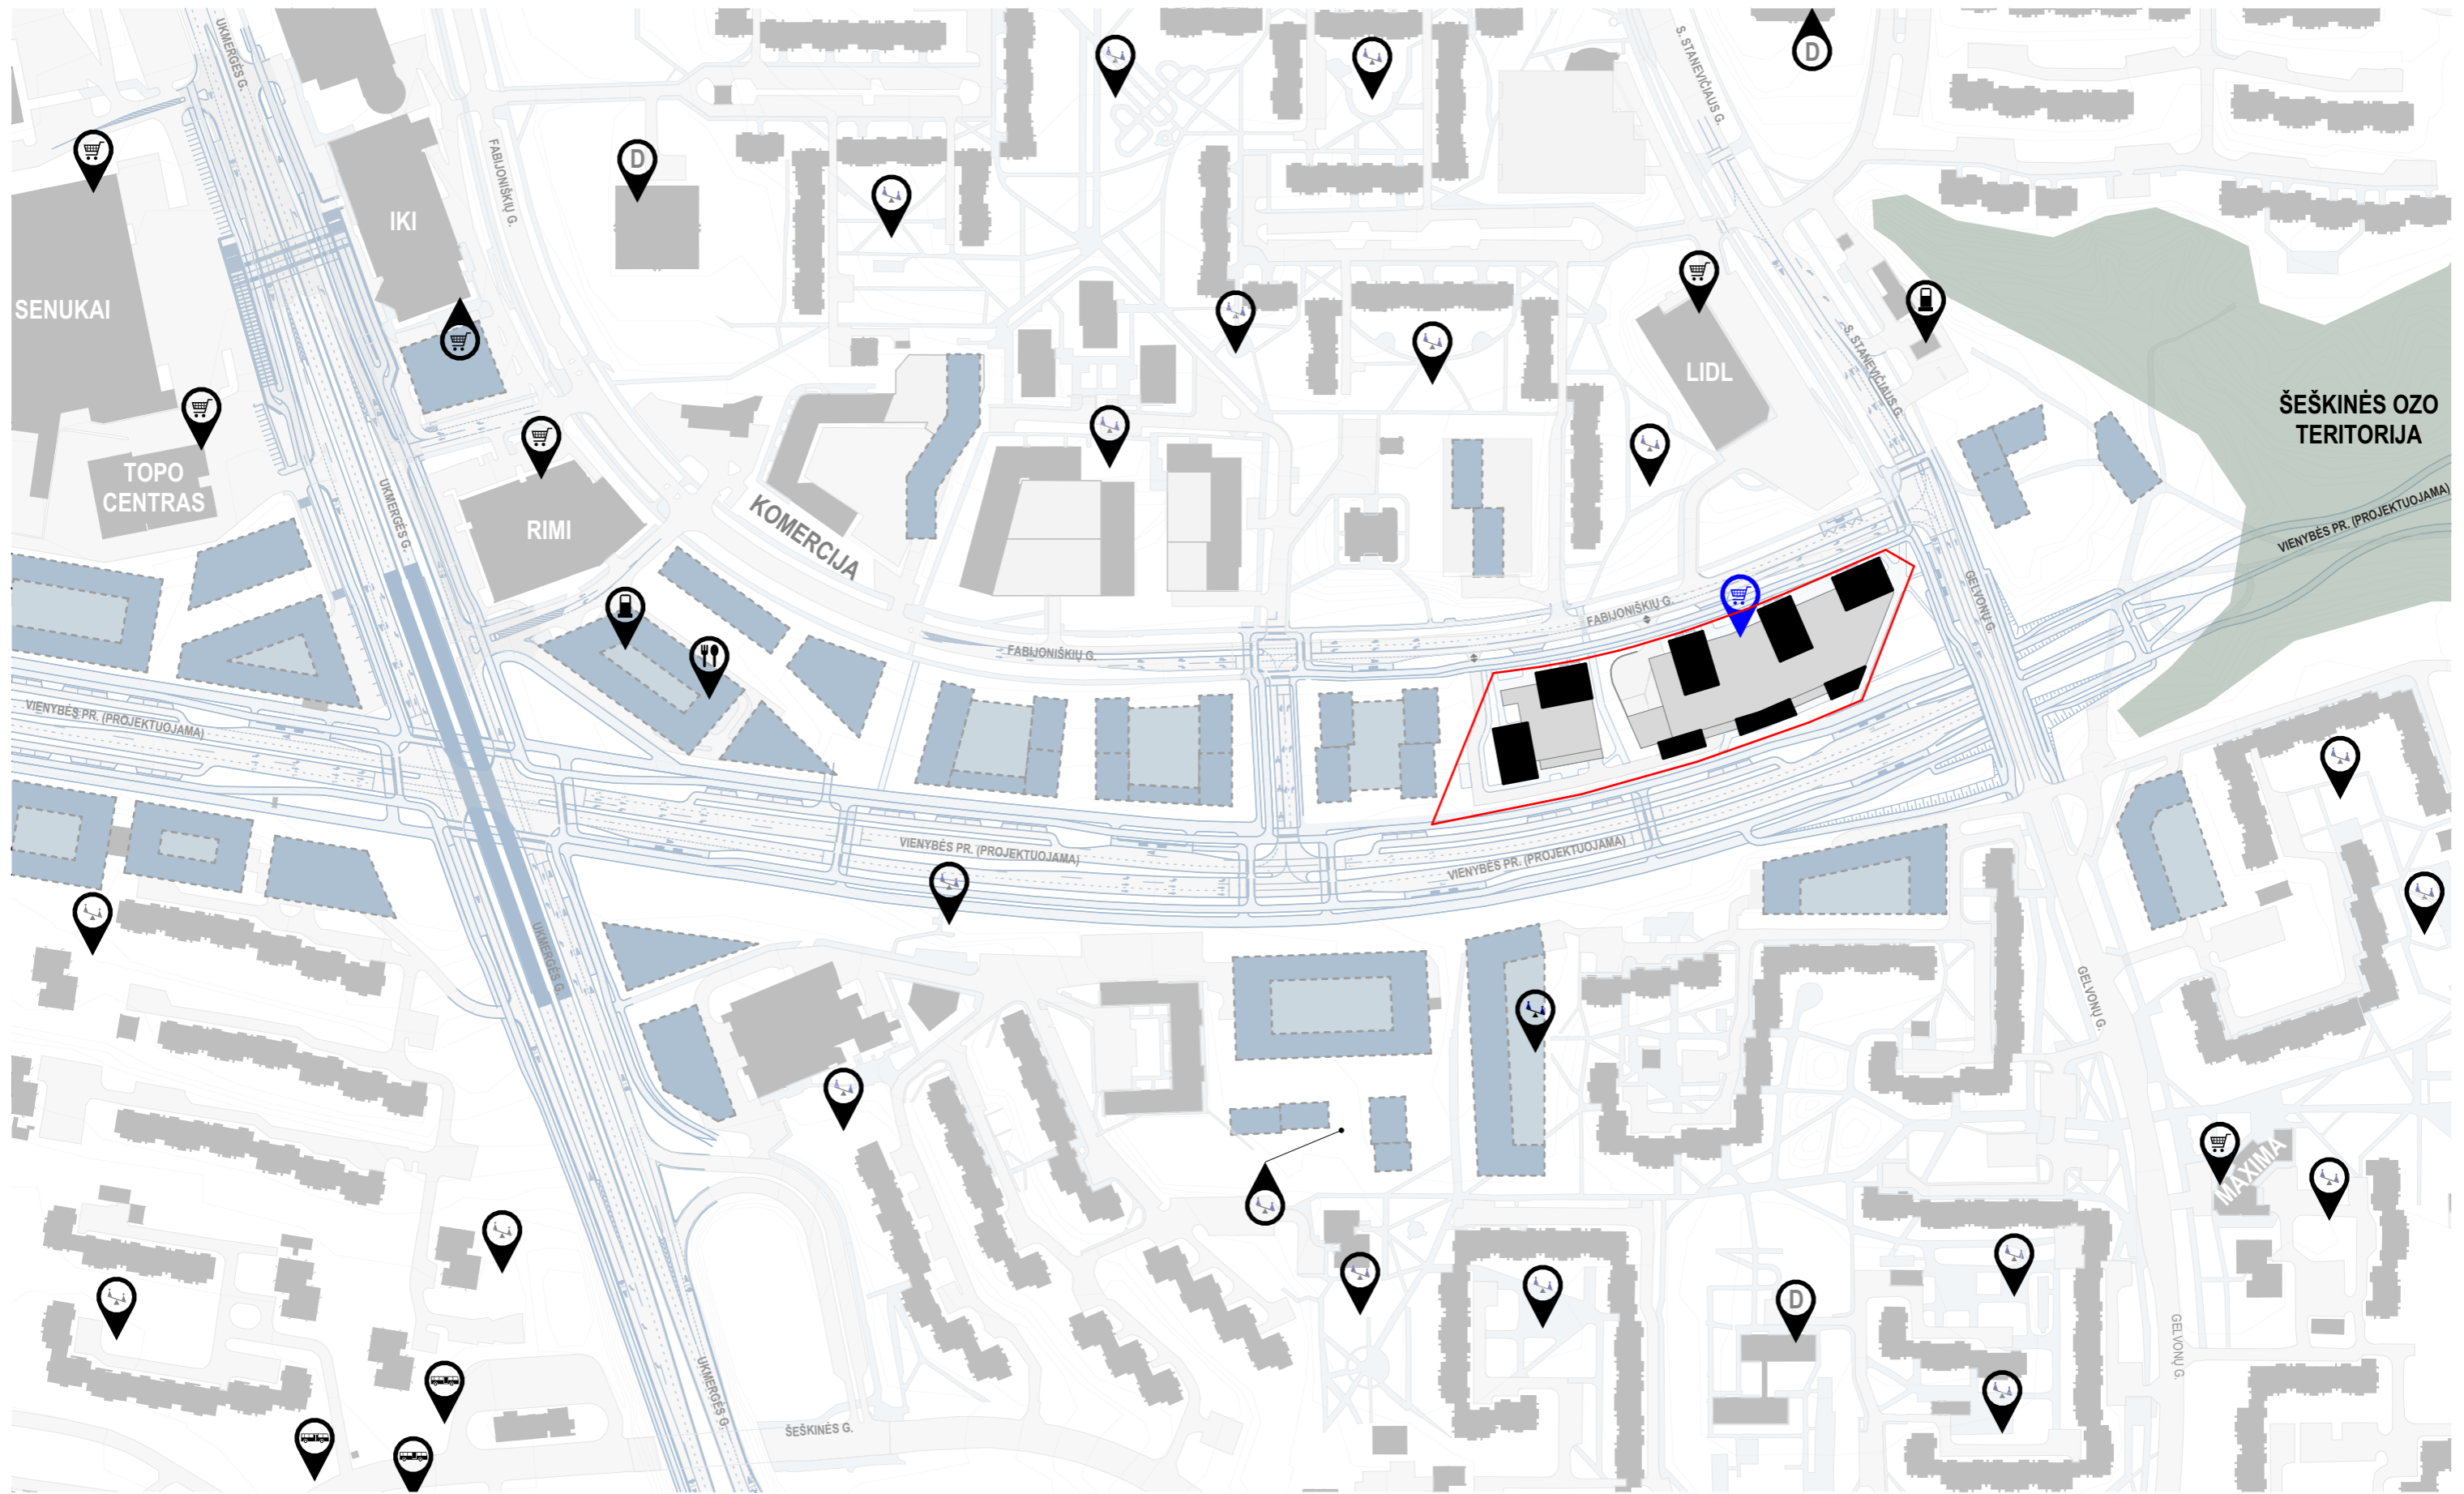 UKMERGĖS G.
S. STANEVIČIAUS G.
D
FABIJONIŠKIŲ G.
D
IKI
SENUKAI
LIDL
S. STANEVIČIAUS G.
ŠEŠKINĖS OZO
TERITORIJA
TOPO
CENTRAS
UKMERGĖS G.
RIMI
KOMERCIJA
VIENYBĖS PR. (PROJEKTUOJAMA)
FABIJONIŠKIŲ G.
GELVONŲ G.
FABIJONIŠKIŲ G.
VIENYBĖS PR. (PROJEKTUOJAMA)
VIENYBĖS PR. (PROJEKTUOJAMA)
VIENYBĖS PR. (PROJEKTUOJAMA)
UKMERGĖS G.
GELVONŲ G.
MAXIMA
D
GELVONŲ G.
UKMERGĖS G.
ŠEŠKINĖS G.